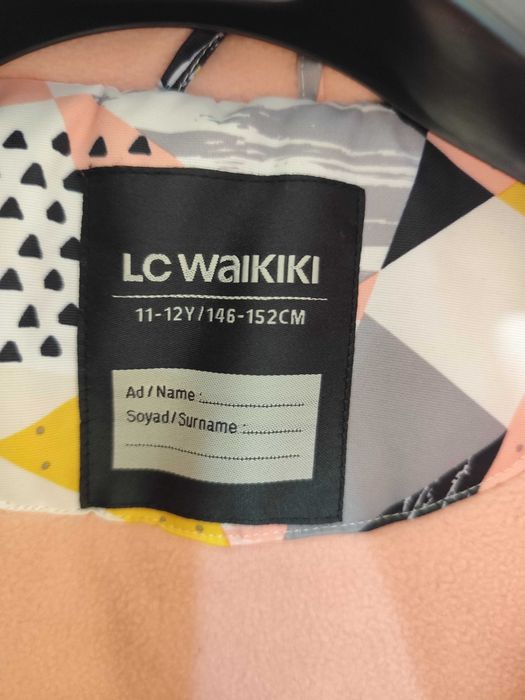 LC WAIKIKI
11-12Y/146-152CM
Ad/Name:
Soyad/Surname: